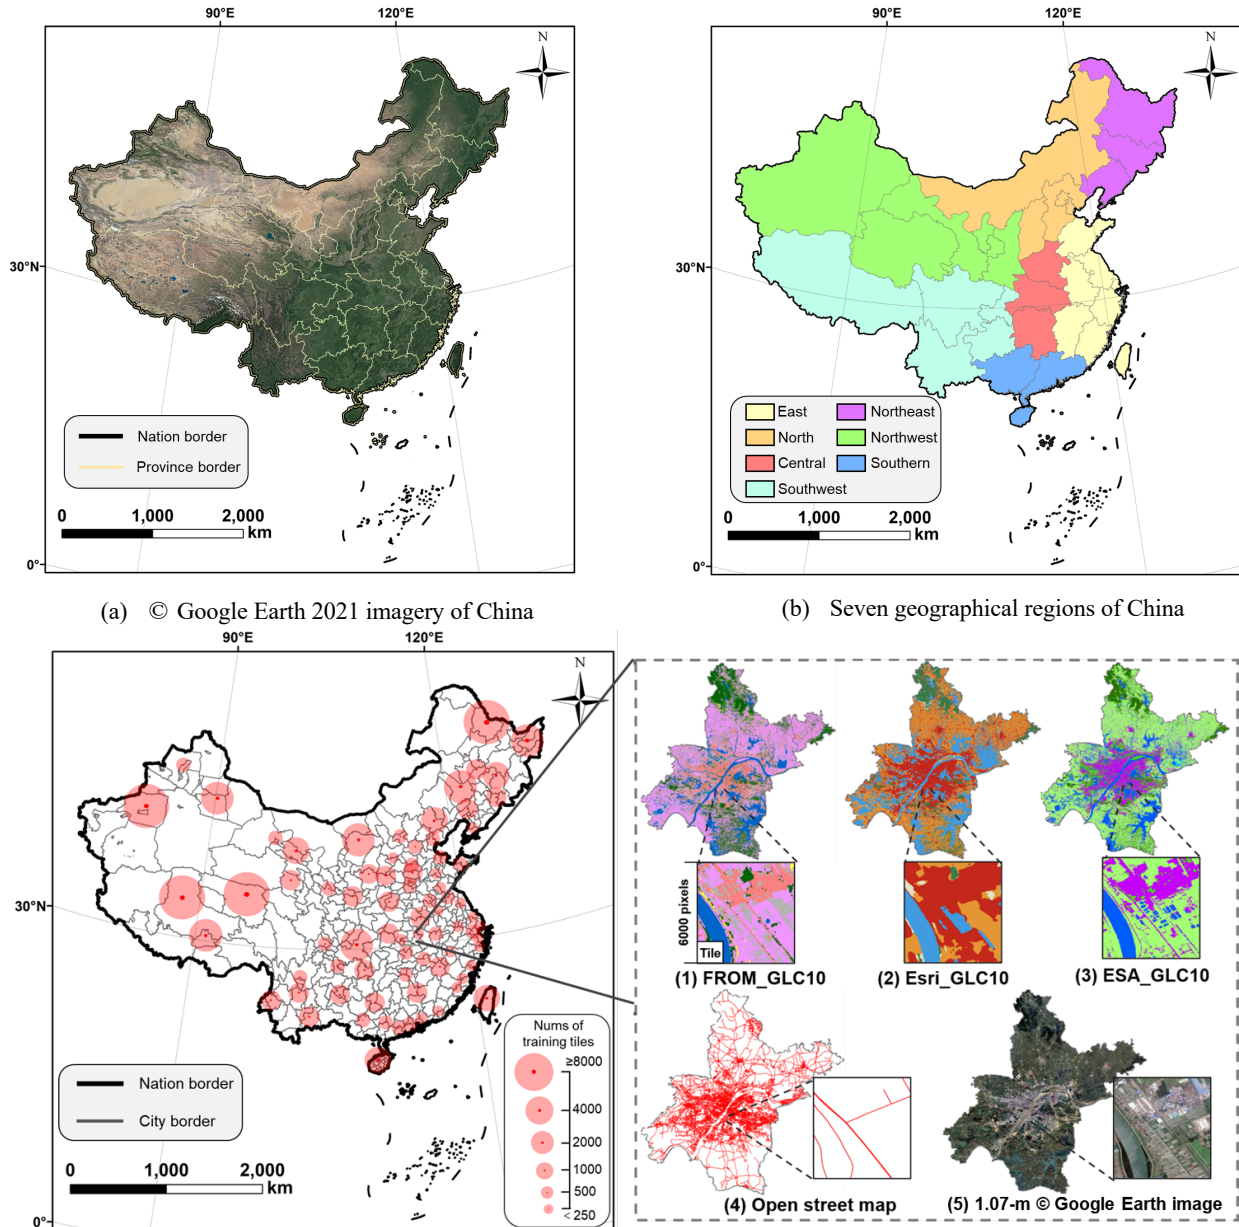 90°E 120°E
N
30°N
Nation border
Province border
0 1,000 2,000
km
0°
(a) © Google Earth 2021 imagery of China
90°E 120°E
N
30°N
East Northeast
North Northwest
Central Southern
Southwest
0 1,000 2,000
km
0°
(b) Seven geographical regions of China
90°E 120°E
N
30°N
Nation border
City border
0 1,000 2,000
km
0°
Nums of
training tiles
≥8000
4000
2000
1000
500
<250
6000 pixels
Tile
(1) FROM_GLC10
(2) Esri_GLC10
(3) ESA_GLC10
(4) Open street map
(5) 1.07-m © Google Earth image